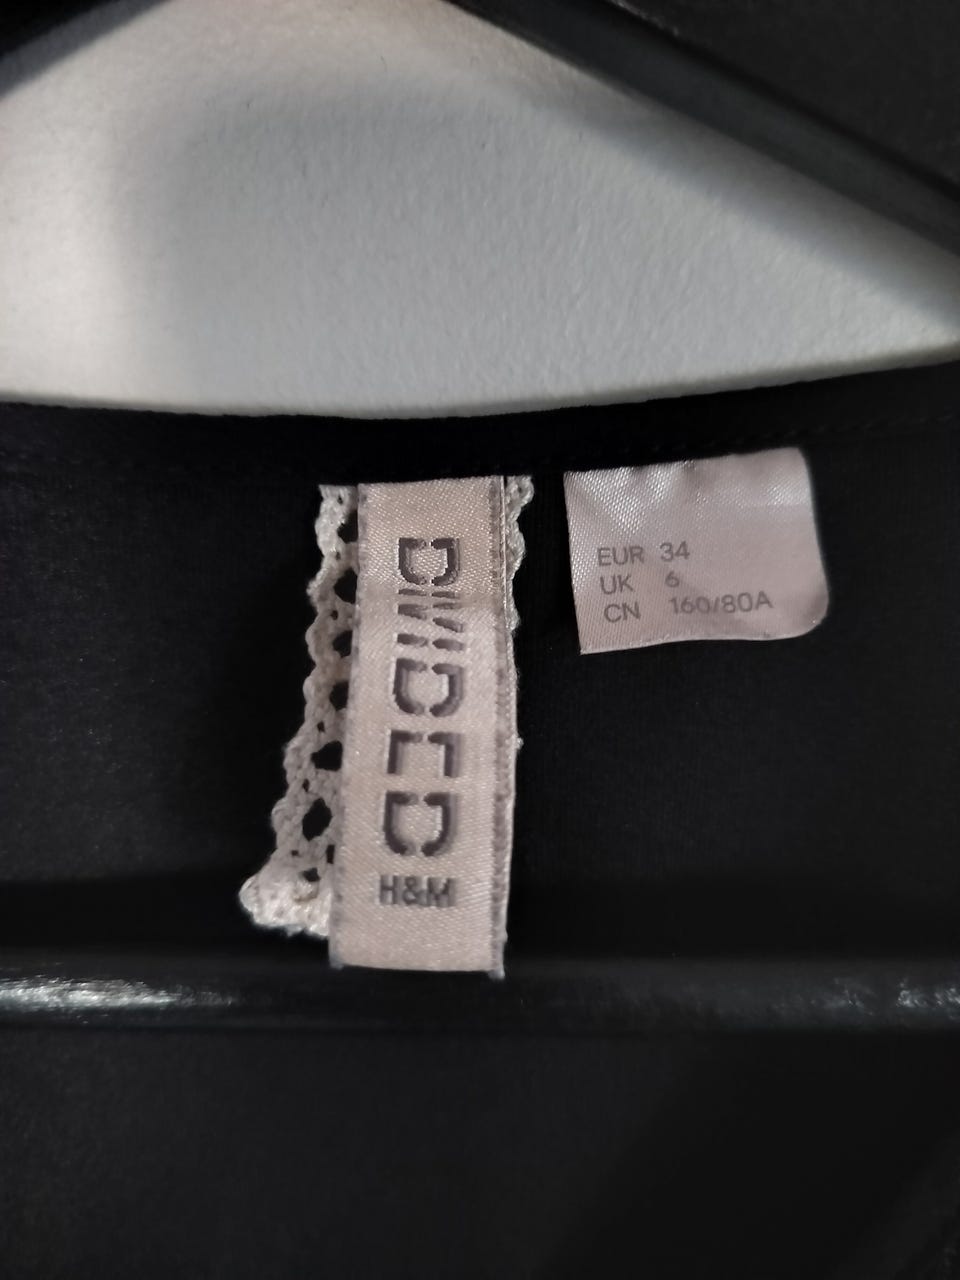 DIVIDED
H&M
EUR 34
UK 6
CN 160/80A